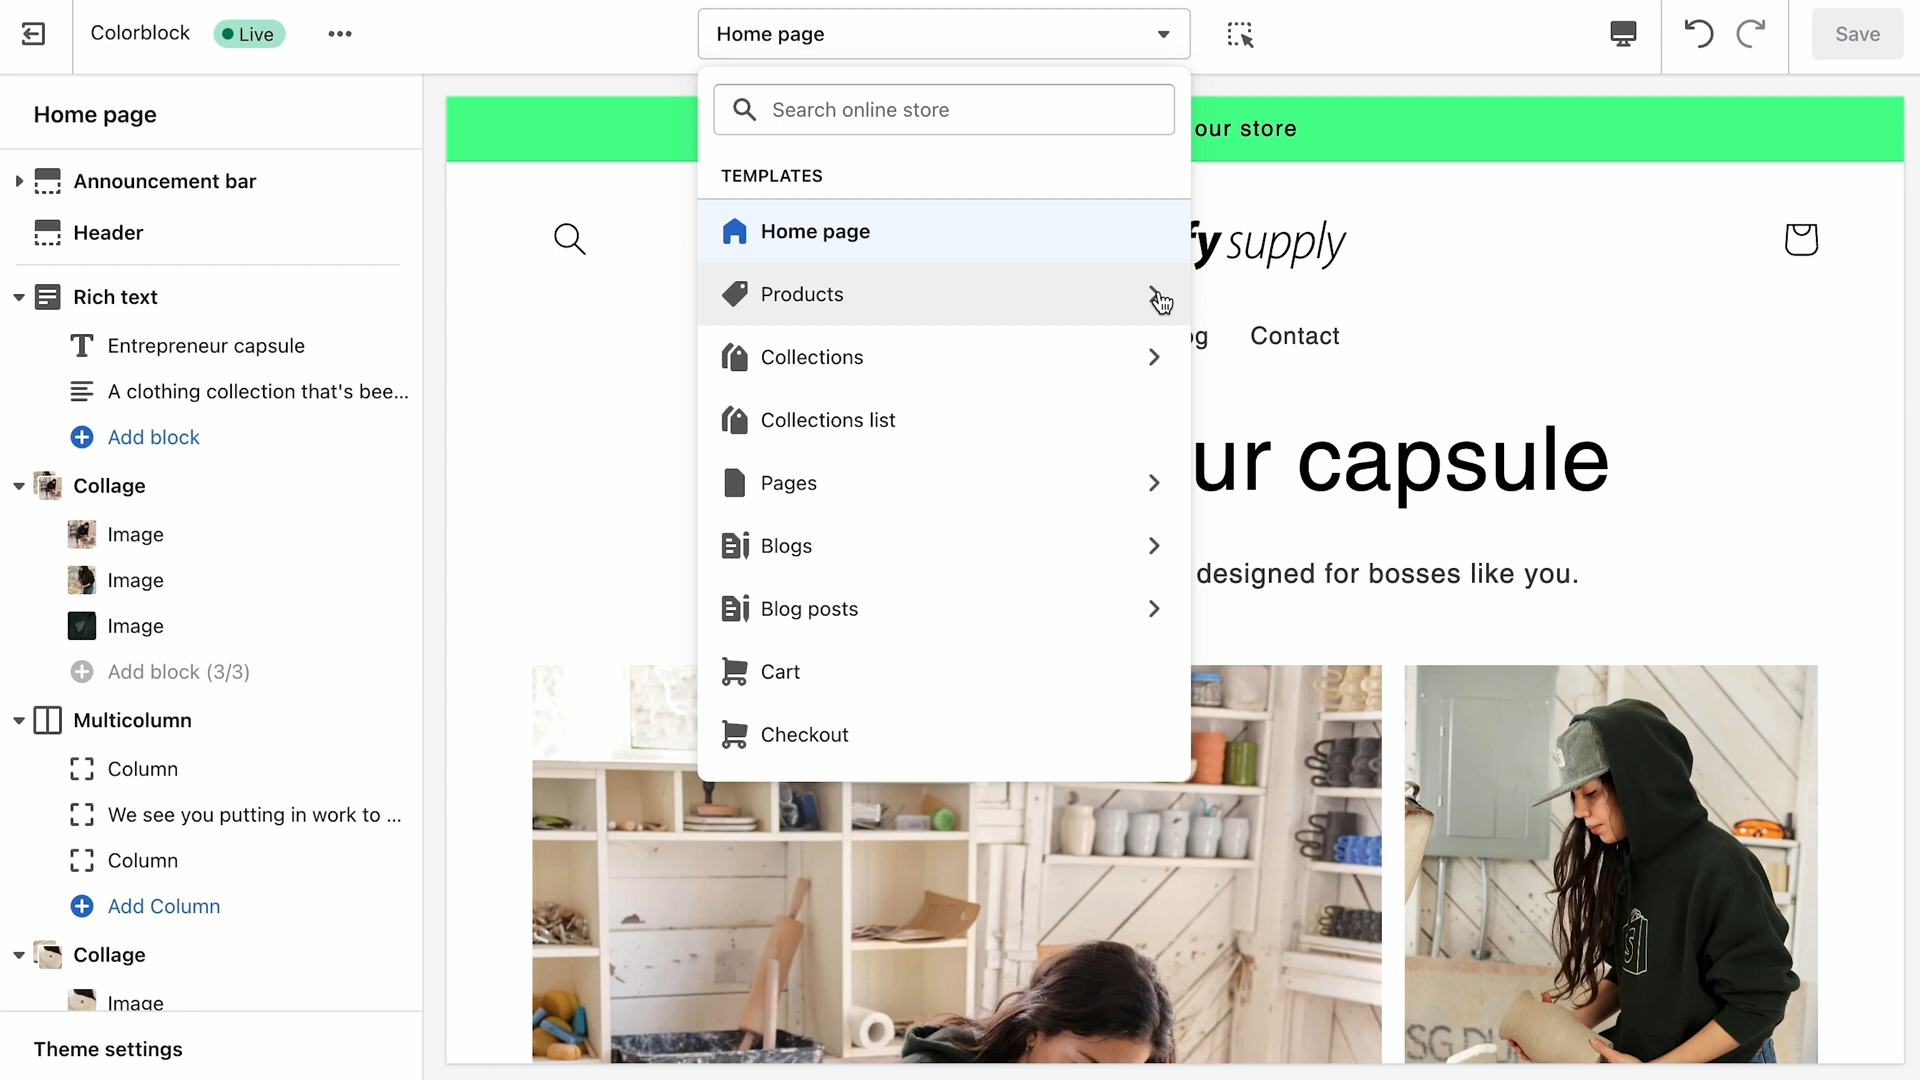 Colorblock
Live
Home page
Save
Home page
Announcement bar
Header
Rich text
Entrepreneur capsule
A clothing collection that's bee...
Add block
Collage
Image
Image
Image
Add block (3/3)
Multicolumn
Column
We see you putting in work to ...
Column
Add Column
Collage
Image
Theme settings
Search online store
TEMPLATES
Home page
Products
Collections
Collections list
Pages
Blogs
Blog posts
Cart
Checkout
our store
fy supply
og Contact
ur capsule
designed for bosses like you.